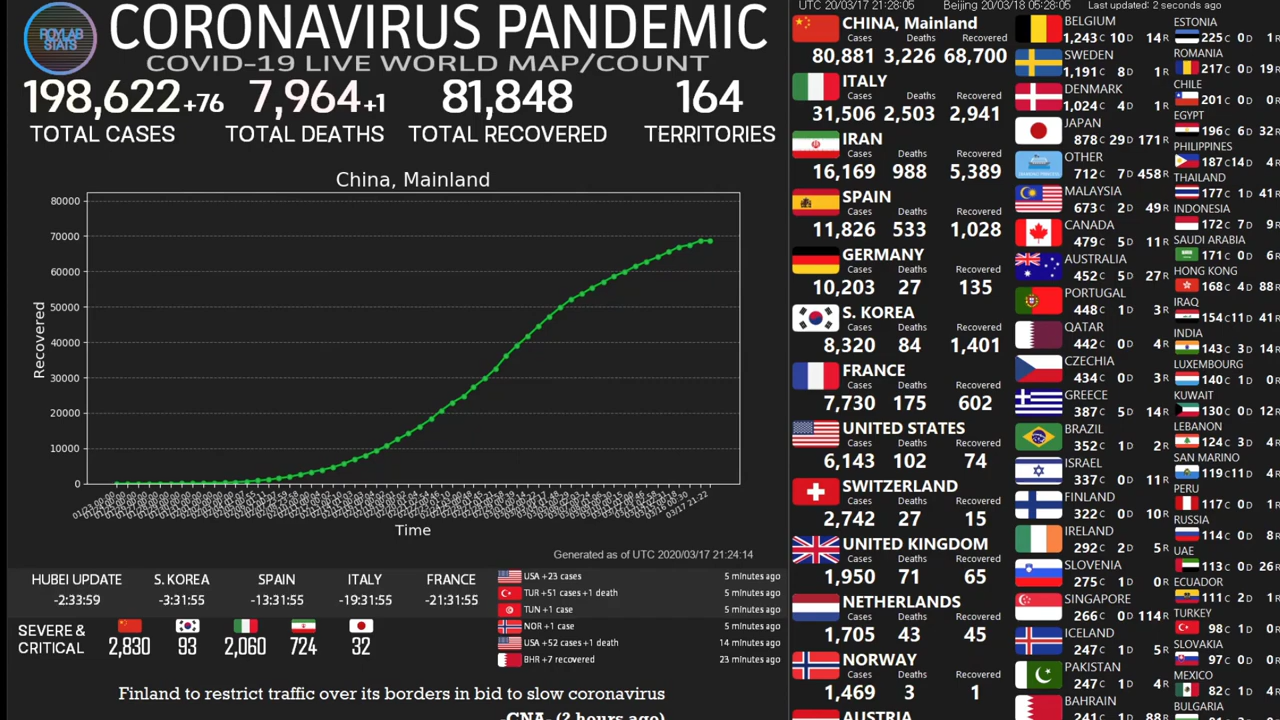 ROYLAB STATS
CORONAVIRUS PANDEMIC
COVID-19 LIVE WORLD MAP/COUNT
198,622+76 7,964+1 81,848 164
TOTAL CASES TOTAL DEATHS TOTAL RECOVERED TERRITORIES
China, Mainland
80000
70000
60000
50000
40000
30000
20000
10000
0
Recovered
03/17 21:22
Time
Generated as of UTC 2020/03/17 21:24:14
HUBEI UPDATE S. KOREA SPAIN ITALY FRANCE
-2:33:59 -3:31:55 -13:31:55 -19:31:55 -21:31:55
SEVERE & CRITICAL
2,830 93 2,060 724 32
USA +23 cases 5 minutes ago
TUR +51 cases +1 death 5 minutes ago
TUN +1 case 5 minutes ago
NOR +1 case 5 minutes ago
USA +52 cases +1 death 14 minutes ago
BHR +7 recovered 23 minutes ago
Finland to restrict traffic over its borders in bid to slow coronavirus
-CNA- (2 hours ago)
UTC 2020/03/17 21:28:05 Beijing 2020/03/18 05:28:05 Last updated: 2 seconds ago
CHINA, Mainland
Cases Deaths Recovered
80,881 3,226 68,700
ITALY
Cases Deaths Recovered
31,506 2,503 2,941
IRAN
Cases Deaths Recovered
16,169 988 5,389
SPAIN
Cases Deaths Recovered
11,826 533 1,028
GERMANY
Cases Deaths Recovered
10,203 27 135
S. KOREA
Cases Deaths Recovered
8,320 84 1,401
FRANCE
Cases Deaths Recovered
7,730 175 602
UNITED STATES
Cases Deaths Recovered
6,143 102 74
SWITZERLAND
Cases Deaths Recovered
2,742 27 15
UNITED KINGDOM
Cases Deaths Recovered
1,950 71 65
NETHERLANDS
Cases Deaths Recovered
1,705 43 45
NORWAY
Cases Deaths Recovered
1,469 3 1
AUSTRIA
BELGIUM
1,243 C 10 D 14 R
SWEDEN
1,191 C 8 D 1 R
DENMARK
1,024 C 4 D 1 R
JAPAN
878 C 29 D 171 R
OTHER
712 C 7 D 458 R
MALAYSIA
673 C 2 D 49 R
CANADA
479 C 5 D 11 R
AUSTRALIA
452 C 5 D 27 R
PORTUGAL
448 C 1 D 3 R
QATAR
442 C 0 D 4 R
CZECHIA
434 C 0 D 3 R
GREECE
387 C 5 D 14 R
BRAZIL
352 C 1 D 2 R
ISRAEL
337 C 0 D 11 R
FINLAND
322 C 0 D 10 R
IRELAND
292 C 2 D 5 R
SLOVENIA
275 C 1 D 0 R
SINGAPORE
266 C 0 D 114 R
ICELAND
247 C 1 D 5 R
PAKISTAN
247 C 1 D 4 R
BAHRAIN
241 C 1 D 88 R
ESTONIA
225 C 0 D 1 R
ROMANIA
217 C 0 D 19 R
CHILE
201 C 0 D 0 R
EGYPT
196 C 6 D 32 R
PHILIPPINES
187 C 14 D 4 R
THAILAND
177 C 1 D 41 R
INDONESIA
172 C 7 D 9 R
SAUDI ARABIA
171 C 0 D 6 R
HONG KONG
168 C 4 D 88 R
IRAQ
154 C 11 D 41 R
INDIA
143 C 3 D 14 R
LUXEMBOURG
140 C 1 D 0 R
KUWAIT
130 C 0 D 12 R
LEBANON
124 C 3 D 4 R
SAN MARINO
119 C 11 D 4 R
PERU
117 C 0 D 1 R
RUSSIA
114 C 0 D 8 R
UAE
113 C 0 D 26 R
ECUADOR
111 C 2 D 1 R
TURKEY
98 C 1 D 0 R
SLOVAKIA
97 C 0 D 0 R
MEXICO
82 C 1 D 4 R
BULGARIA